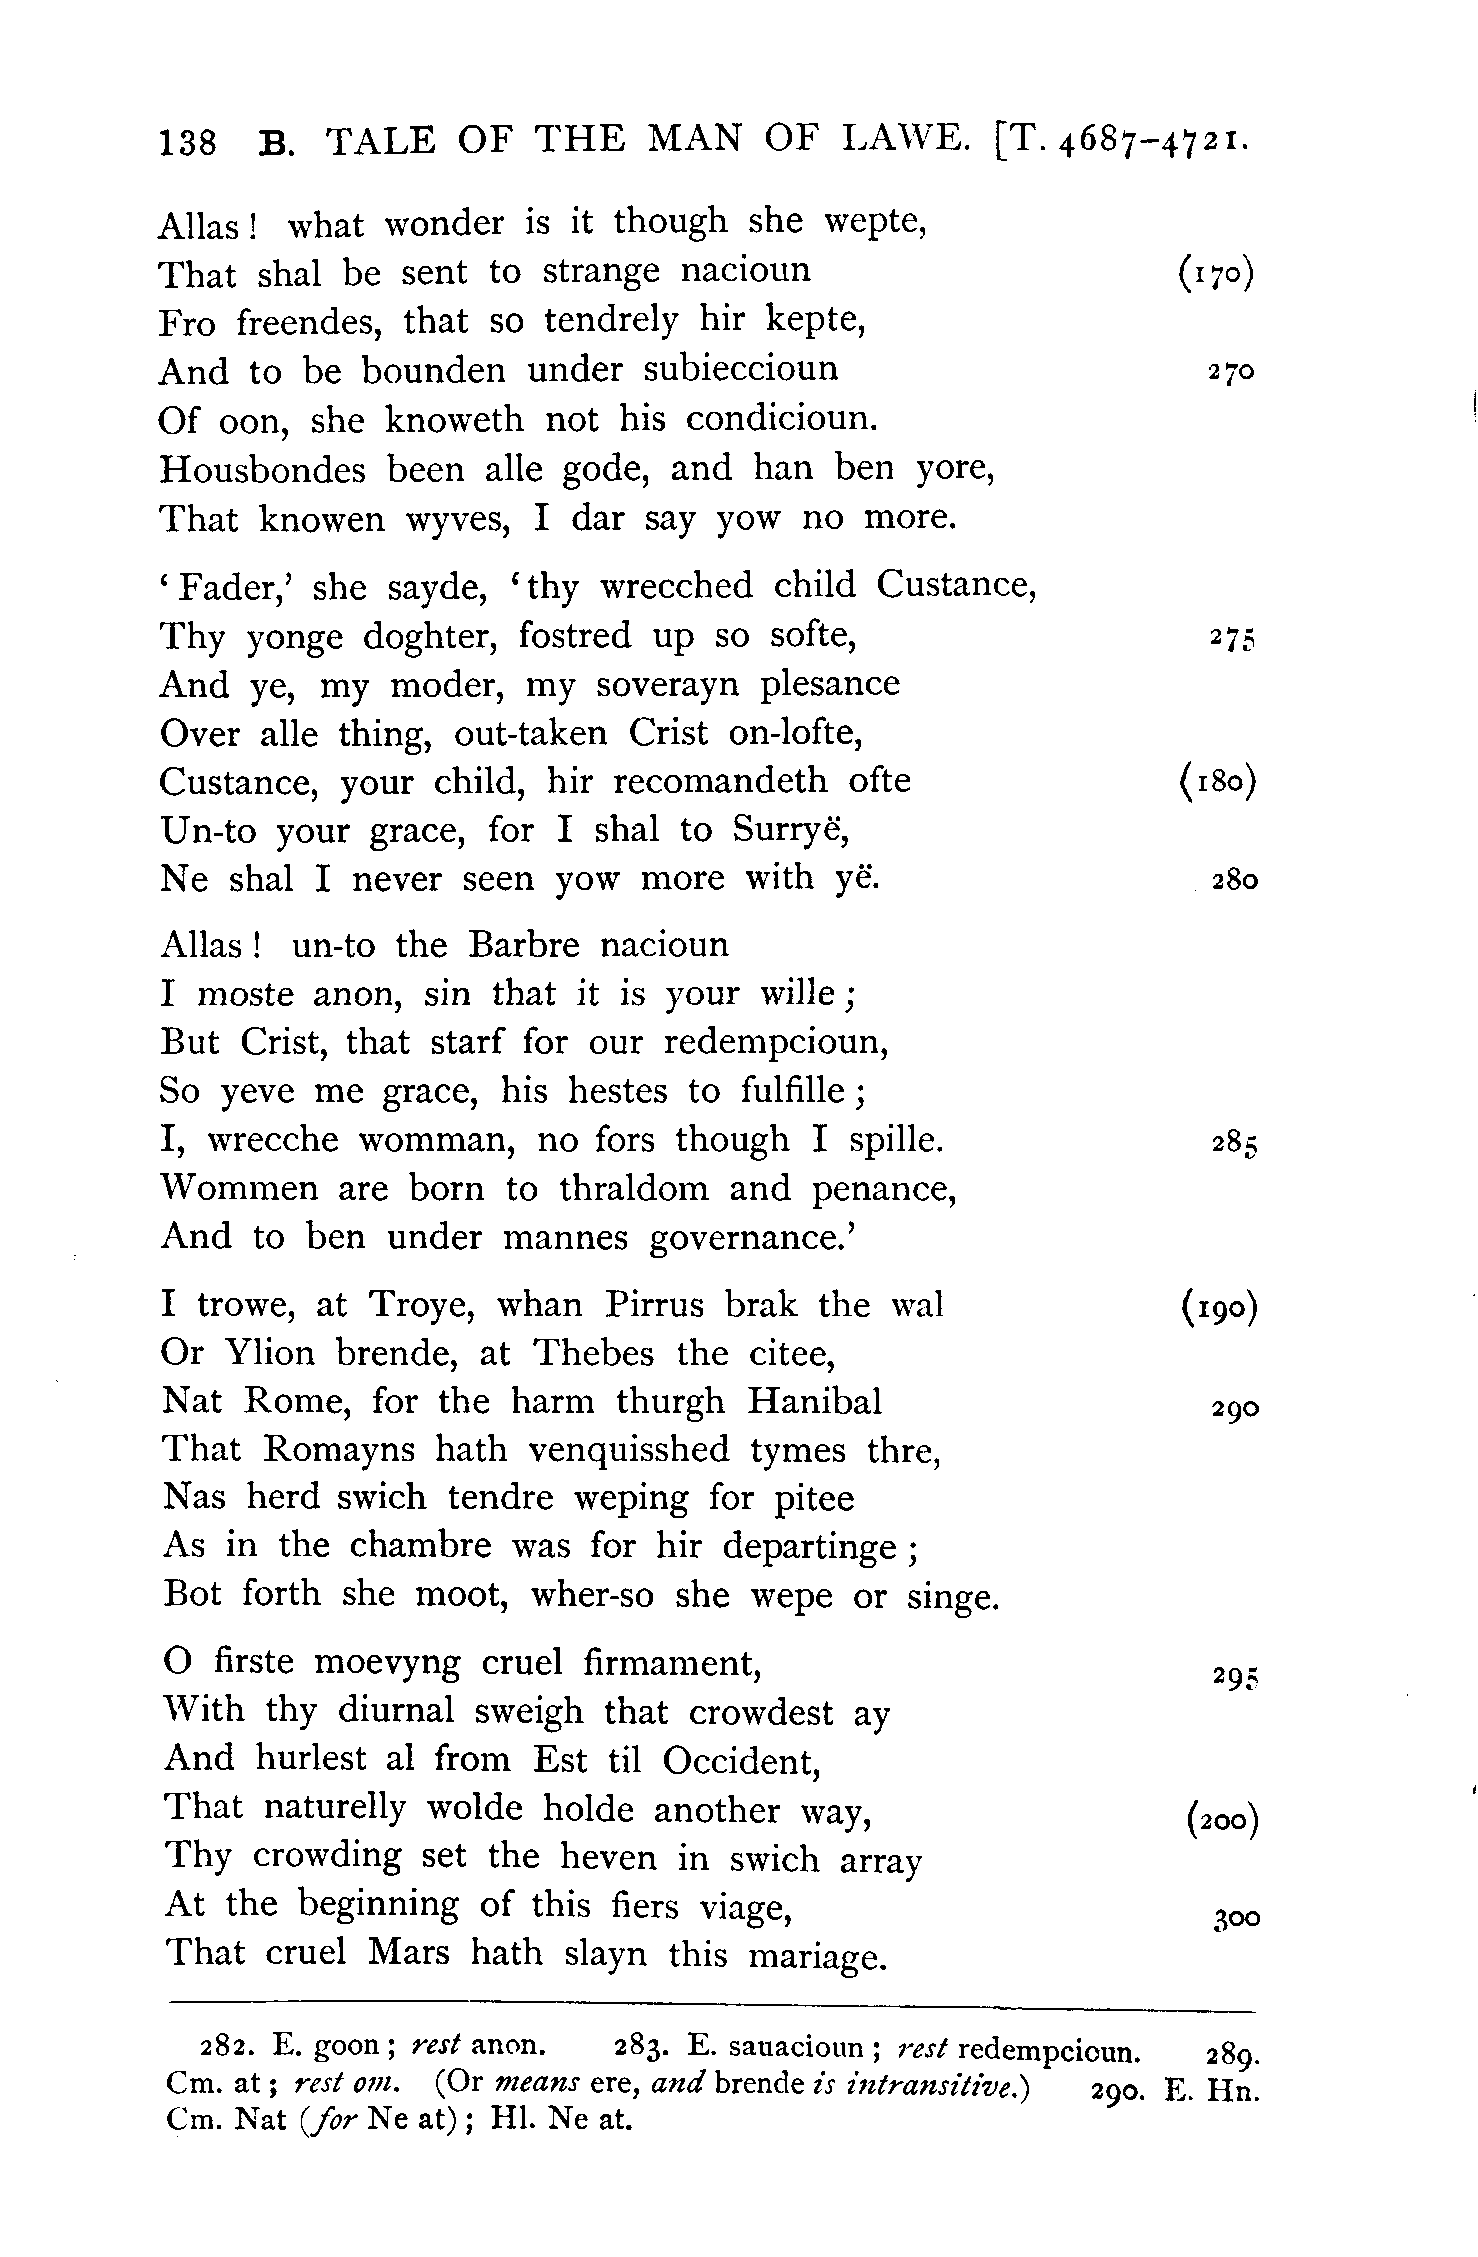 138 B. TALE OF THE MAN OF LAWE. [T. 4687-4721.
Allas! what wonder is it though she wepte,
That shal be sent to strange nacioun (170)
Fro freendes, that so tendrely hir kepte,
And to be bounden under subieccioun 270
Of oon, she knoweth not his condicioun.
Housbondes been alle gode, and han ben yore,
That knowen wyves, I dar say yow no more.
‘Fader,’ she sayde, ‘thy wrecched child Custance,
Thy yonge doghter, fostred up so softe, 275
And ye, my moder, my soverayn plesance
Over alle thing, out-taken Crist on-lofte,
Custance, your child, hir recomandeth ofte (180)
Un-to your grace, for I shal to Surryë,
Ne shal I never seen yow more with yë. 280
Allas! un-to the Barbre nacioun
I moste anon, sin that it is your wille;
But Crist, that starf for our redempcioun,
So yeve me grace, his hestes to fulfille;
I, wrecche womman, no fors though I spille. 285
Wommen are born to thraldom and penance,
And to ben under mannes governance.’
I trowe, at Troye, whan Pirrus brak the wal (190)
Or Ylion brende, at Thebes the citee,
Nat Rome, for the harm thurgh Hanibal 290
That Romayns hath venquisshed tymes thre,
Nas herd swich tendre weping for pitee
As in the chambre was for hir departinge;
Bot forth she moot, wher-so she wepe or singe.
O firste moevyng cruel firmament, 295
With thy diurnal sweigh that crowdest ay
And hurlest al from Est til Occident,
That naturelly wolde holde another way, (200)
Thy crowding set the heven in swich array
At the beginning of this fiers viage, 300
That cruel Mars hath slayn this mariage.
282. E. goon; rest anon. 283. E. sauacioun; rest redempcioun. 289.
Cm. at; rest om. (Or means ere, and brende is intransitive.) 290. E. Hn.
Cm. Nat (for Ne at); Hl. Ne at.